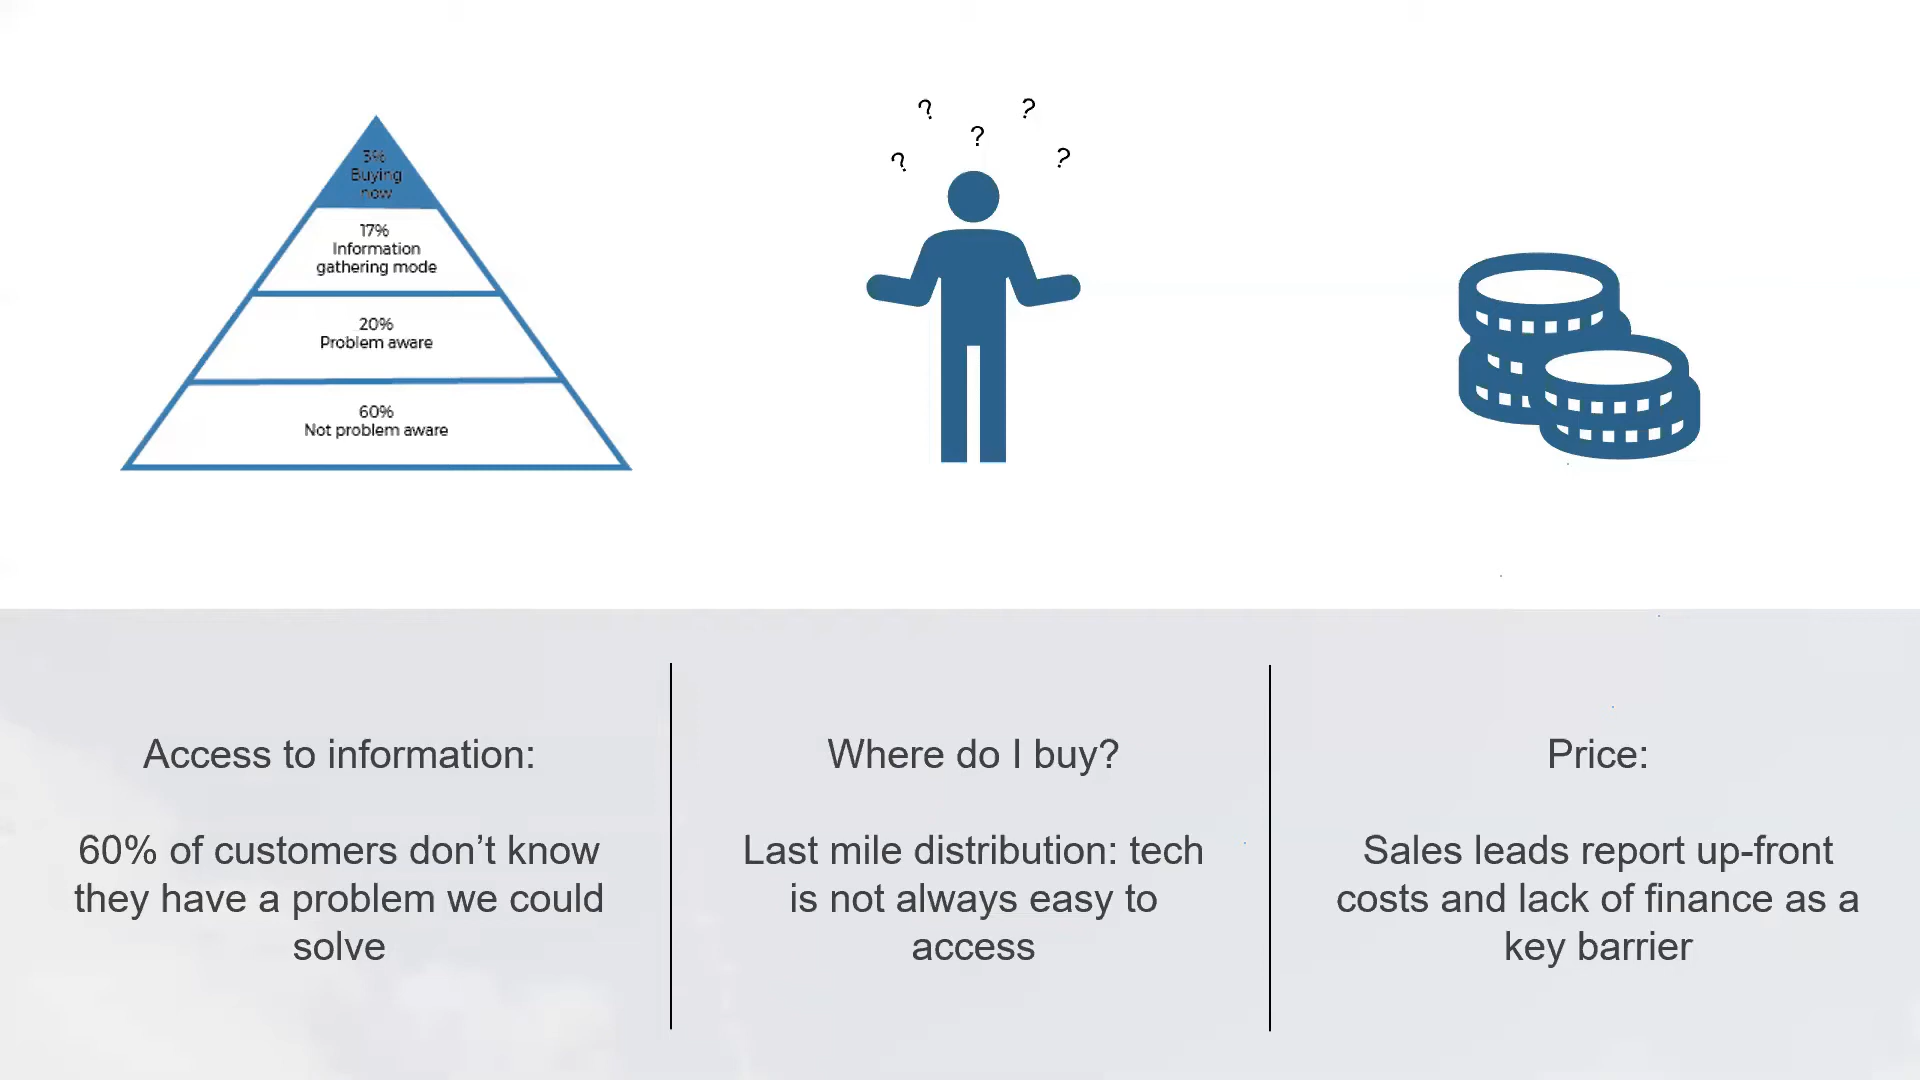 ?
?
?
?
?
3%
Buying
now
17%
Information
gathering mode
20%
Problem aware
60%
Not problem aware
Access to information:
60% of customers don’t know
they have a problem we could
solve
Where do I buy?
Last mile distribution: tech
is not always easy to
access
Price:
Sales leads report up-front
costs and lack of finance as a
key barrier